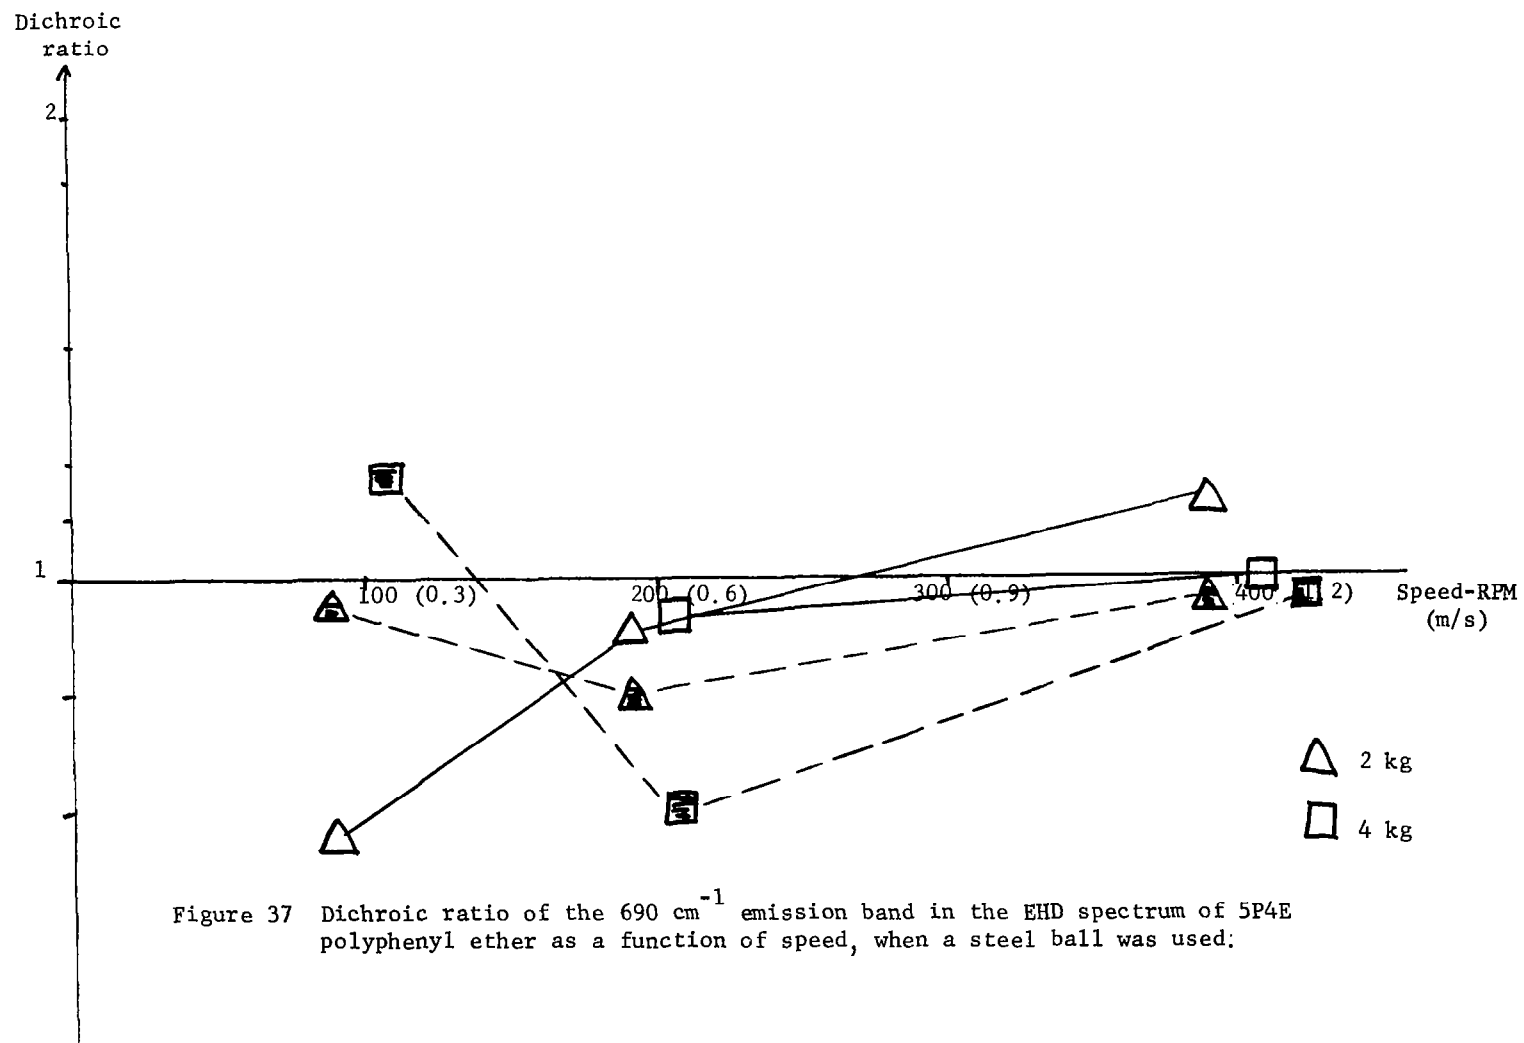 Dichroic
ratio
2
1
100 (0.3)
200 (0.6)
300 (0.9)
400 2)
Speed-RPM
(m/s)
2 kg
4 kg
Figure 37 Dichroic ratio of the 690 cm-1 emission band in the EHD spectrum of 5P4E
polyphenyl ether as a function of speed, when a steel ball was used: